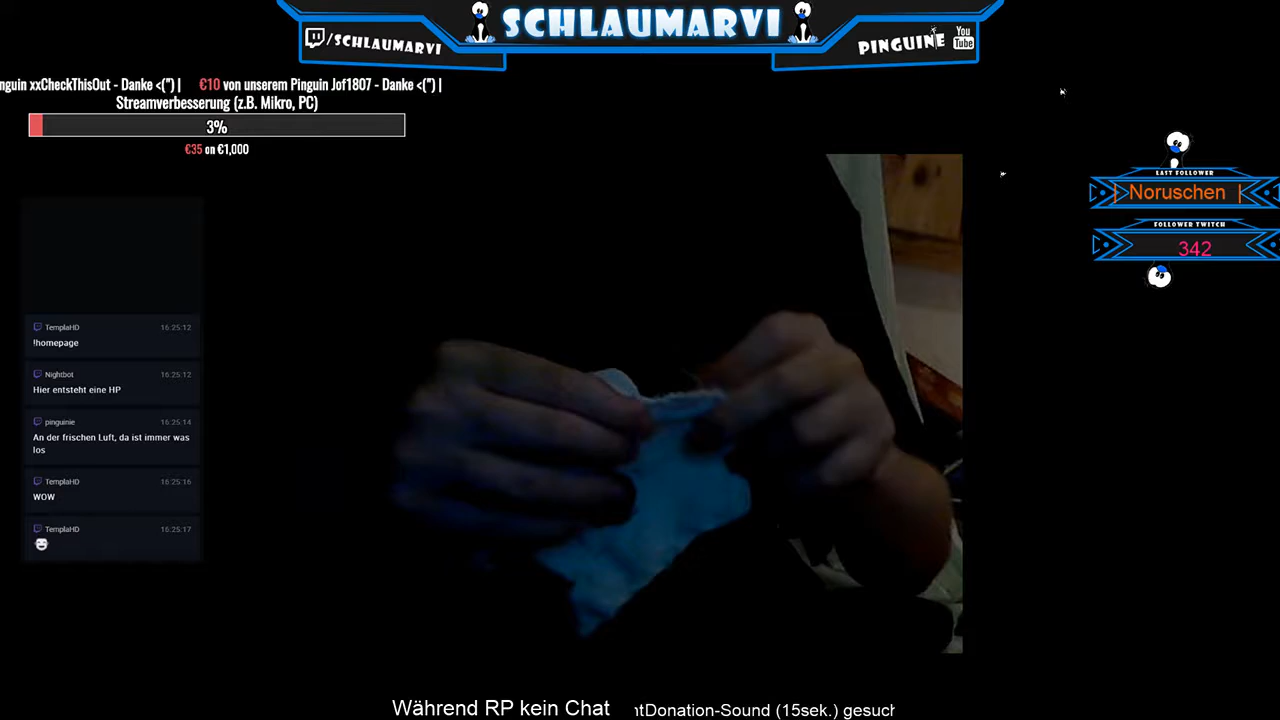 SCHLAUMARVI
/SCHLAUMARVI
PINGUINE
You
Tube
nguin xxCheckThisOut - Danke <(") | €10 von unserem Pinguin Jof1807 - Danke <(") |
Streamverbesserung (z.B. Mikro, PC)
3%
€35 on €1,000
LAST FOLLOWER
| Noruschen |
FOLLOWER TWITCH
342
TemplaHD 16:25:12
!homepage
Nightbot 16:25:12
Hier entsteht eine HP
pinguinie 16:25:14
An der frischen Luft, da ist immer was
los
TemplaHD 16:25:16
WOW
TemplaHD 16:25:17
Während RP kein Chat ntDonation-Sound (15sek.) gesuch